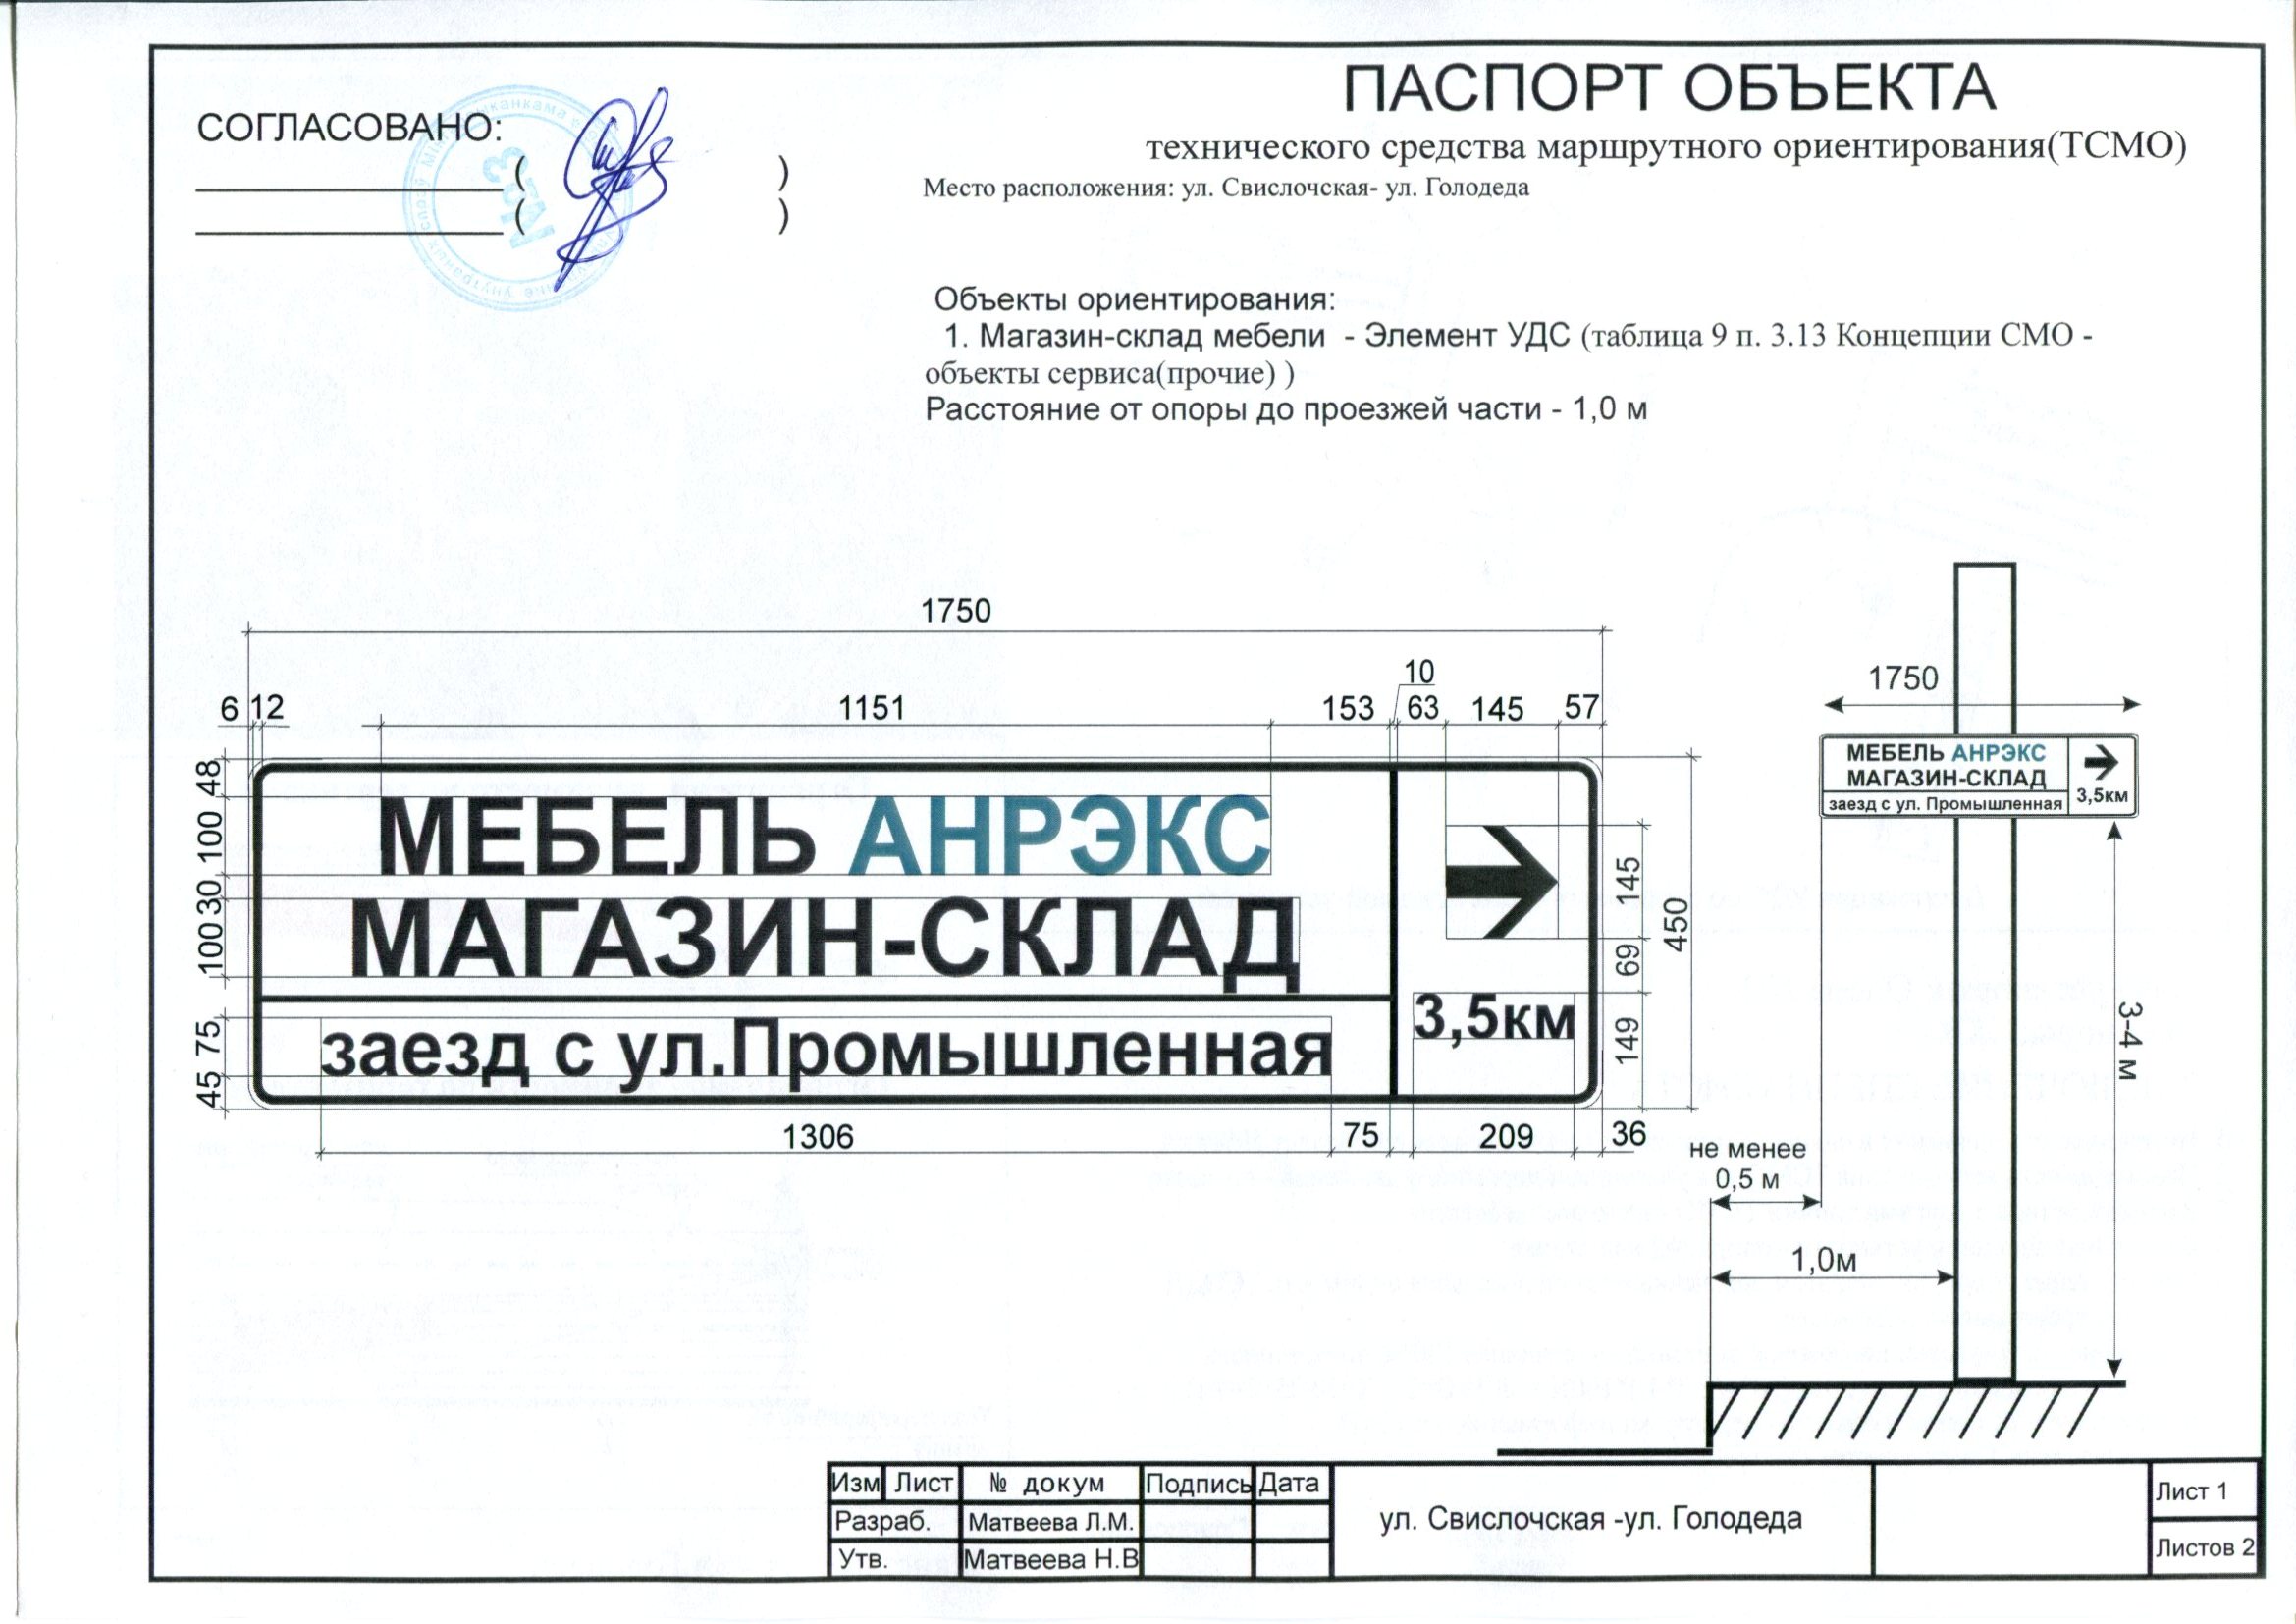 СОГЛАСОВАНО:
( )
( )
№3
ПАСПОРТ ОБЪЕКТА
технического средства маршрутного ориентирования(ТСМО)
Место расположения: ул. Свислочская- ул. Голодеда
Объекты ориентирования:
1. Магазин-склад мебели - Элемент УДС (таблица 9 п. 3.13 Концепции СМО -
объекты сервиса(прочие) )
Расстояние от опоры до проезжей части - 1,0 м
1750
10
6 12 1151 153 63 145 57
48
100
30
100
75
45
МЕБЕЛЬ АНРЭКС
МАГАЗИН-СКЛАД
заезд с ул.Промышленная
3,5км
145
69
149
450
1306 75 209 36
1750
МЕБЕЛЬ АНРЭКС
МАГАЗИН-СКЛАД
заезд с ул. Промышленная
3,5км
3-4 м
не менее
0,5 м
1,0м
Изм Лист № докум Подпись Дата
Разраб. Матвеева Л.М.
Утв. Матвеева Н.В
ул. Свислочская -ул. Голодеда
Лист 1
Листов 2